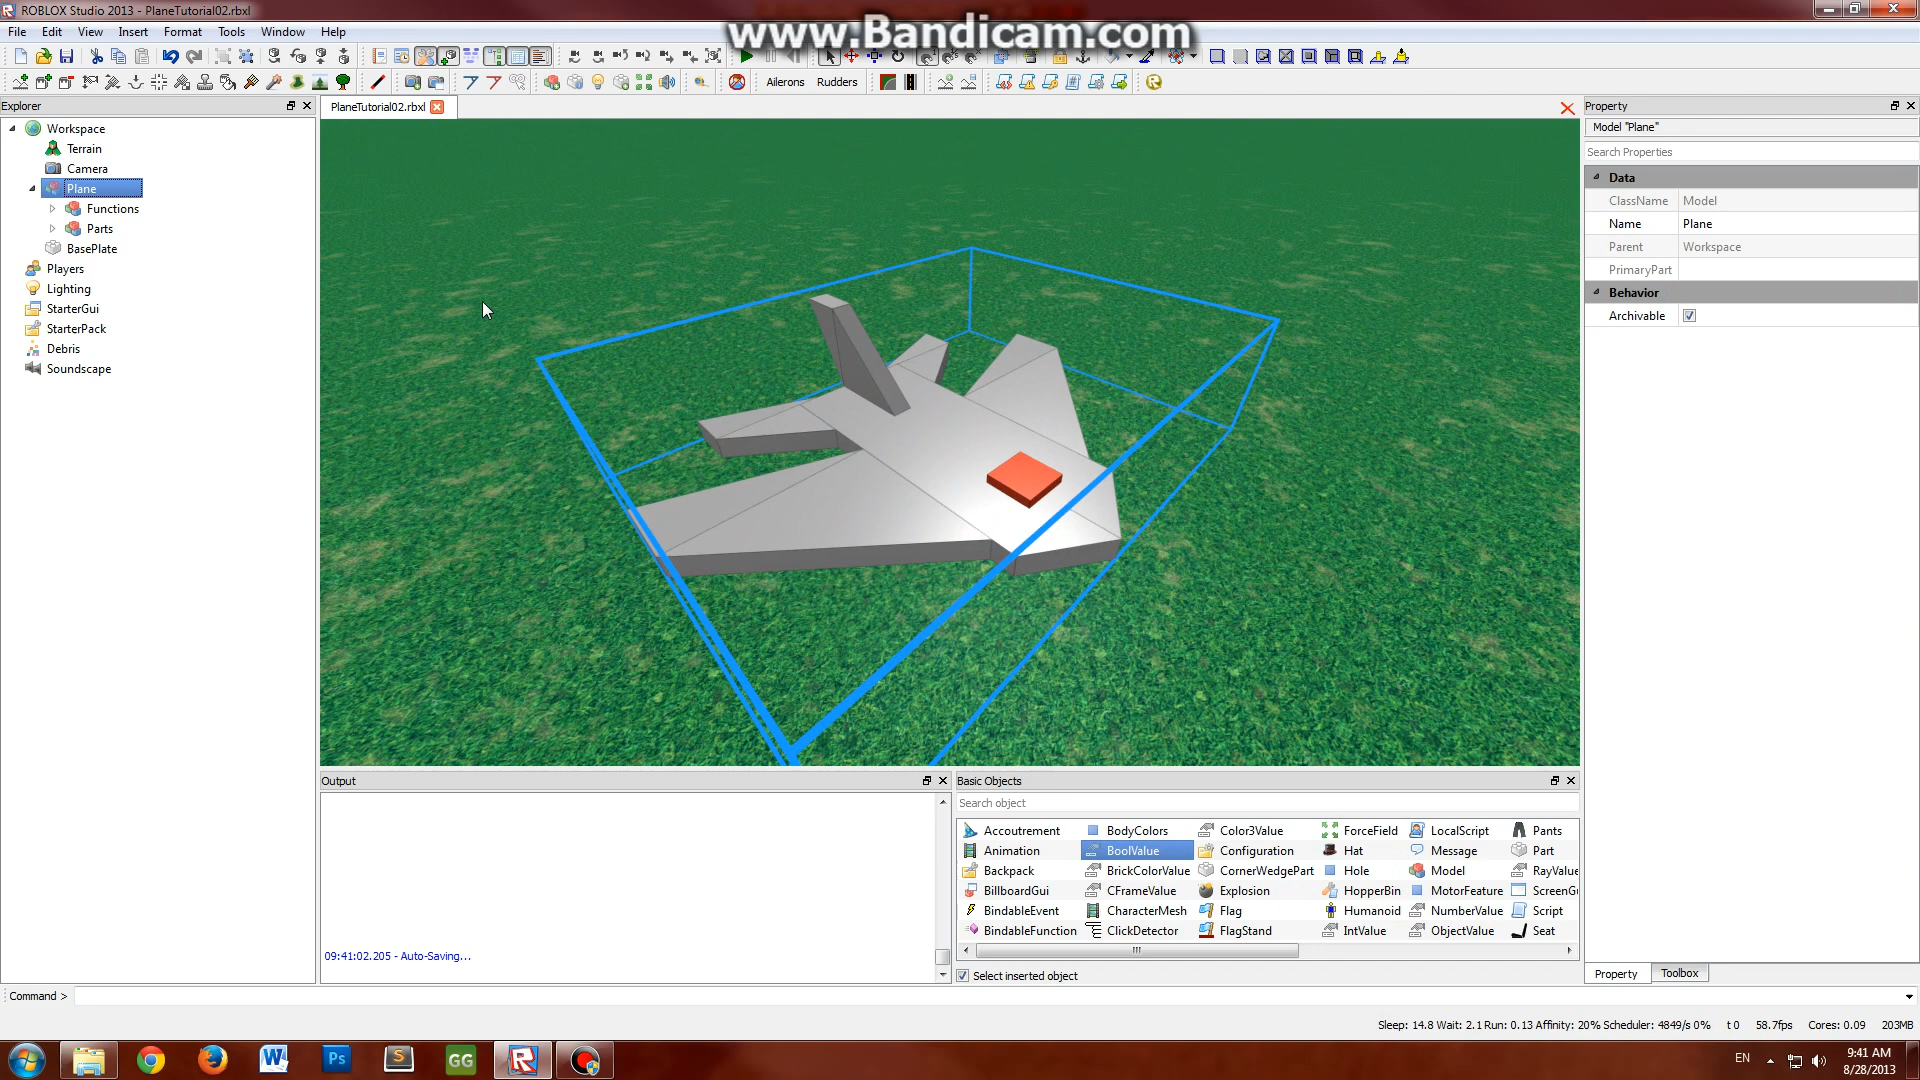 ROBLOX Studio 2013 - PlaneTutorial02.rbxl
www.Bandicam.com
File Edit View Insert Format Tools Window Help
Ailerons Rudders
Explorer
PlaneTutorial02.rbxl
Property
Workspace
Terrain
Camera
Plane
Functions
Parts
BasePlate
Players
Lighting
StarterGui
StarterPack
Debris
Soundscape
Model "Plane"
Search Properties
Data
ClassName Model
Name Plane
Parent Workspace
PrimaryPart
Behavior
Archivable
Output
09:41:02.205 - Auto-Saving...
Basic Objects
Search object
Accoutrement BodyColors Color3Value ForceField LocalScript Pants
Animation BoolValue Configuration Hat Message Part
Backpack BrickColorValue CornerWedgePart Hole Model RayValue
BillboardGui CFrameValue Explosion HopperBin MotorFeature ScreenGu
BindableEvent CharacterMesh Flag Humanoid NumberValue Script
BindableFunction ClickDetector FlagStand IntValue ObjectValue Seat
Select inserted object
Property Toolbox
Command >
Sleep: 14.8 Wait: 2.1 Run: 0.13 Affinity: 20% Scheduler: 4849/s 0% t 0 58.7fps Cores: 0.09 203MB
W Ps S GG
EN
9:41 AM
8/28/2013